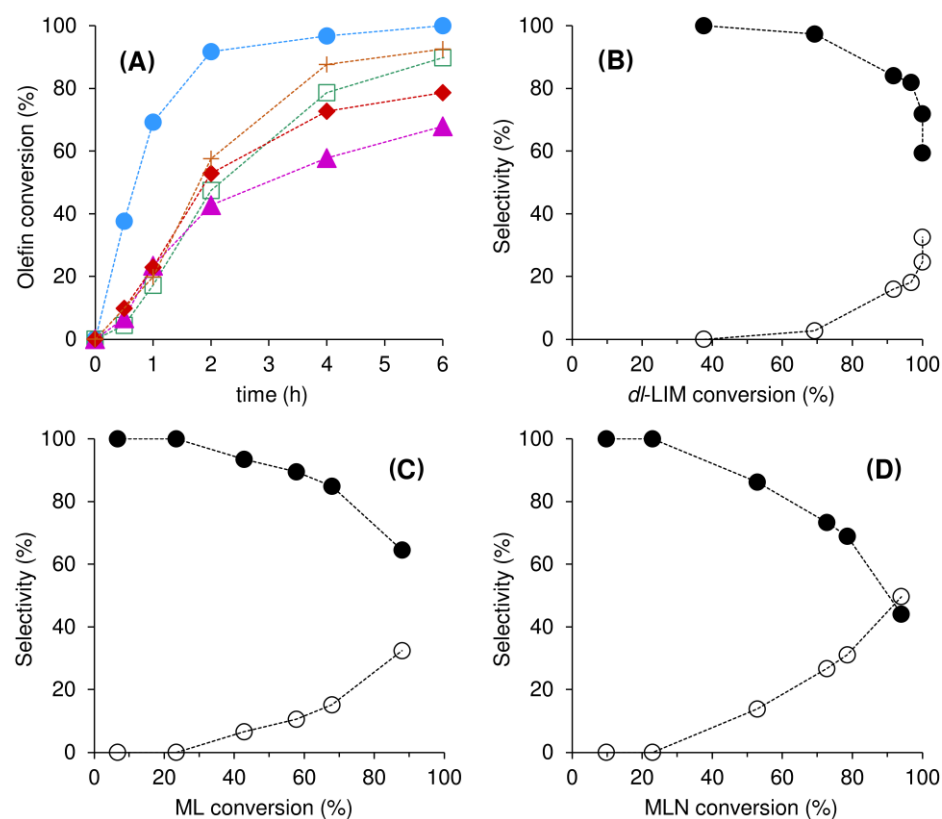 (A)
Olefin conversion (%)
100
80
60
40
20
0
0 1 2 3 4 5 6
time (h)
(B)
Selectivity (%)
100
80
60
40
20
0
0 20 40 60 80 100
dl-LIM conversion (%)
(C)
Selectivity (%)
100
80
60
40
20
0
0 20 40 60 80 100
ML conversion (%)
(D)
Selectivity (%)
100
80
60
40
20
0
0 20 40 60 80 100
MLN conversion (%)